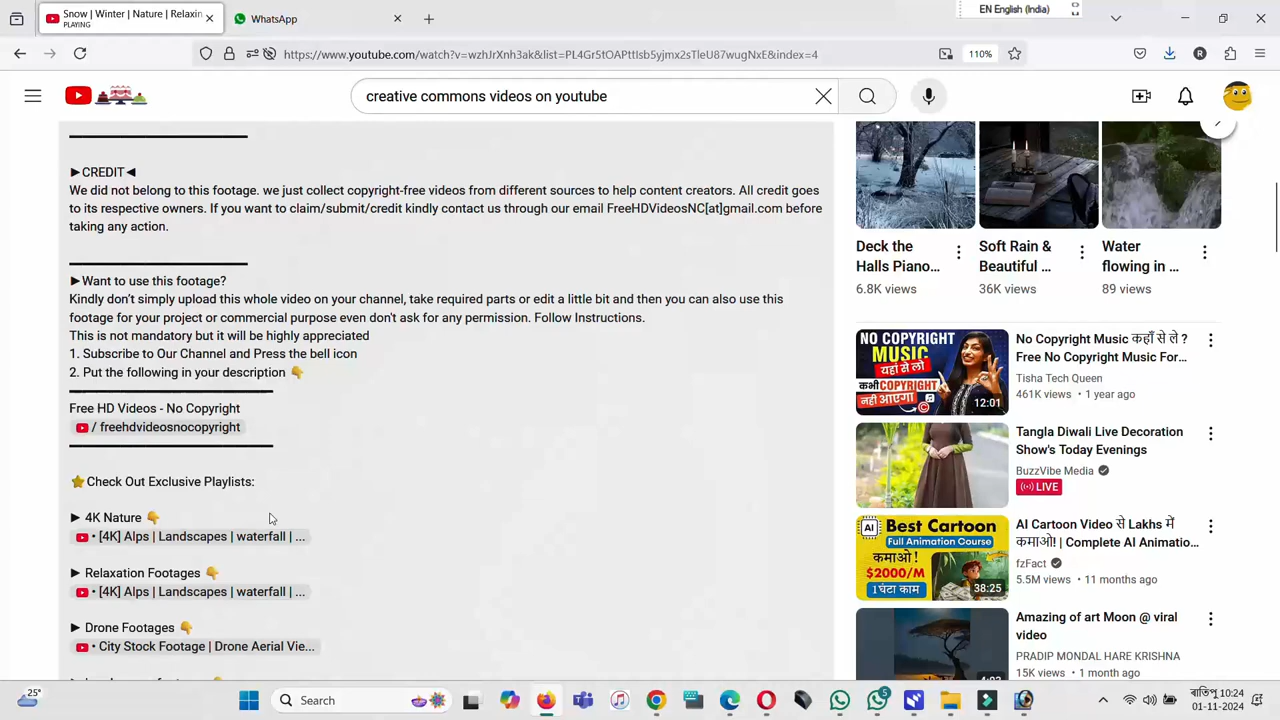 Snow | Winter | Nature | Relaxin
PLAYING
WhatsApp
EN English (India)
https://www.youtube.com/watch?v=wzhJrXnh3ak&list=PL4Gr5tOAPttIsb5yjmx2sTleU87wugNxE&index=4
110%
R
creative commons videos on youtube
►CREDIT◄
We did not belong to this footage. we just collect copyright-free videos from different sources to help content creators. All credit goes
to its respective owners. If you want to claim/submit/credit kindly contact us through our email FreeHDVideosNC[at]gmail.com before
taking any action.
►Want to use this footage?
Kindly don't simply upload this whole video on your channel, take required parts or edit a little bit and then you can also use this
footage for your project or commercial purpose even don't ask for any permission. Follow Instructions.
This is not mandatory but it will be highly appreciated
1. Subscribe to Our Channel and Press the bell icon
2. Put the following in your description 👇
Free HD Videos - No Copyright
/ freehdvideosnocopyright
⭐Check Out Exclusive Playlists:
► 4K Nature 👇
• [4K] Alps | Landscapes | waterfall | ...
► Relaxation Footages 👇
• [4K] Alps | Landscapes | waterfall | ...
► Drone Footages 👇
• City Stock Footage | Drone Aerial Vie...
Deck the
Halls Piano...
6.8K views
Soft Rain &
Beautiful ...
36K views
Water
flowing in ...
89 views
NO COPYRIGHT
MUSIC
यहाँ से लो
कभी COPYRIGHT
नहीं आएगा
12:01
No Copyright Music कहाँ से ले ?
Free No Copyright Music For...
Tisha Tech Queen
461K views • 1 year ago
Tangla Diwali Live Decoration
Show's Today Evenings
BuzzVibe Media
LIVE
AI
Best Cartoon
Full Animation Course
कमाओ!
$2000/M
1 घंटा काम
38:25
AI Cartoon Video से Lakhs में
कमाओ! | Complete AI Animatio...
fzFact
5.5M views • 11 months ago
Amazing of art Moon @ viral
video
PRADIP MONDAL HARE KRISHNA
15K views • 1 month ago
25°
Search
5
10:24
01-11-2024